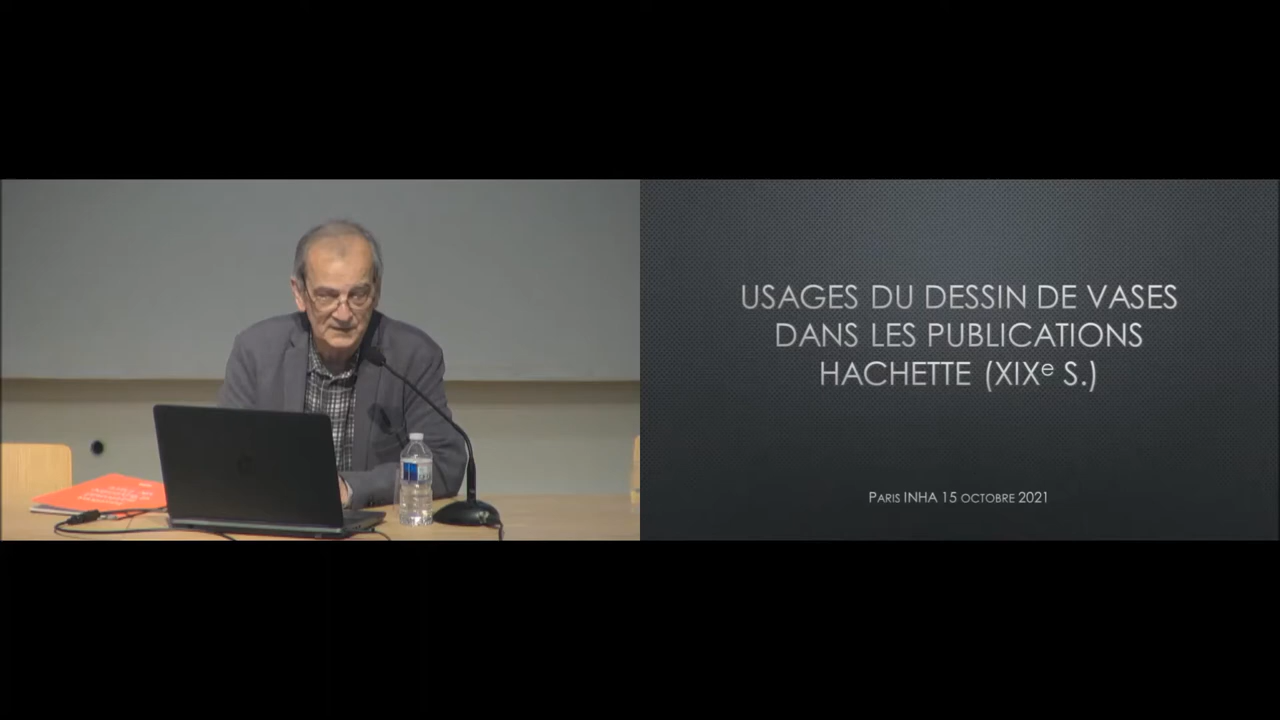 USAGES DU DESSIN DE VASES
DANS LES PUBLICATIONS
HACHETTE (XIXe S.)
PARIS INHA 15 OCTOBRE 2021